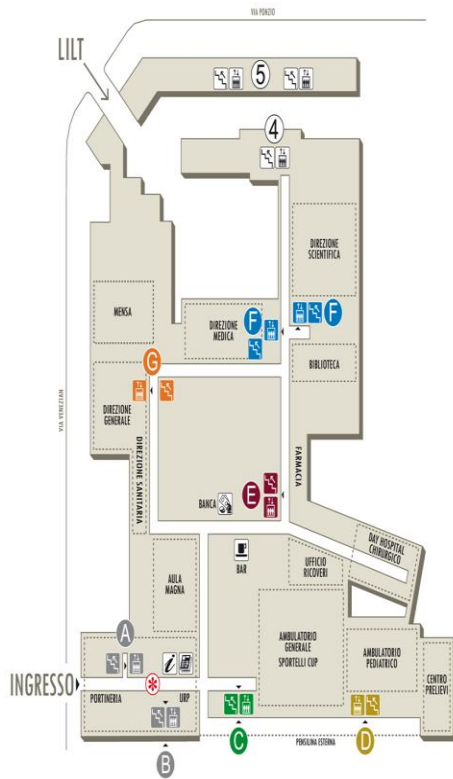 VIA PONZIO
LILT
5
4
DIREZIONE
SCIENTIFICA
MENSA
DIREZIONE
MEDICA
F
F
BIBLIOTECA
G
VIA VENEZIAN
DIREZIONE
GENERALE
DIREZIONE SANITARIA
FARMACIA
E
BANCA
BAR
UFFICIO
RICOVERI
DAY HOSPITAL
CHIRURGICO
AULA
MAGNA
A
AMBULATORIO
GENERALE
SPORTELLI CUP
AMBULATORIO
PEDIATRICO
CENTRO
PRELIEVI
i
INGRESSO
PORTINERIA
*
URP
C
D
B
PENSILINA ESTERNA